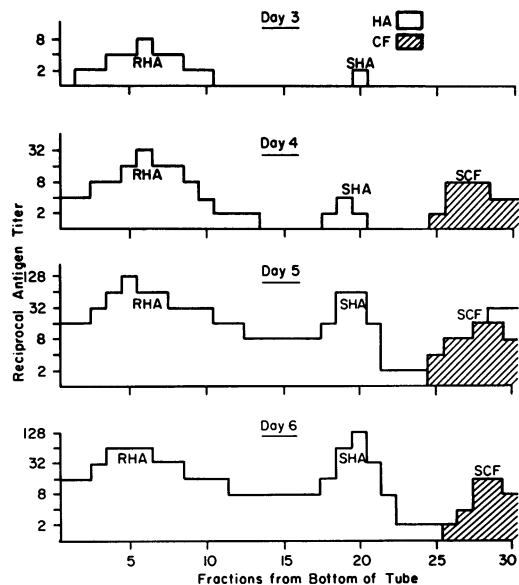 HA
CF
Day 3
8
2
RHA
SHA
Day 4
32
8
2
RHA
SHA
SCF
Day 5
128
32
8
2
RHA
SHA
SCF
Day 6
128
32
8
2
RHA
SHA
SCF
5 10 15 20 25 30
Reciprocal Antigen Titer
Fractions from Bottom of Tube